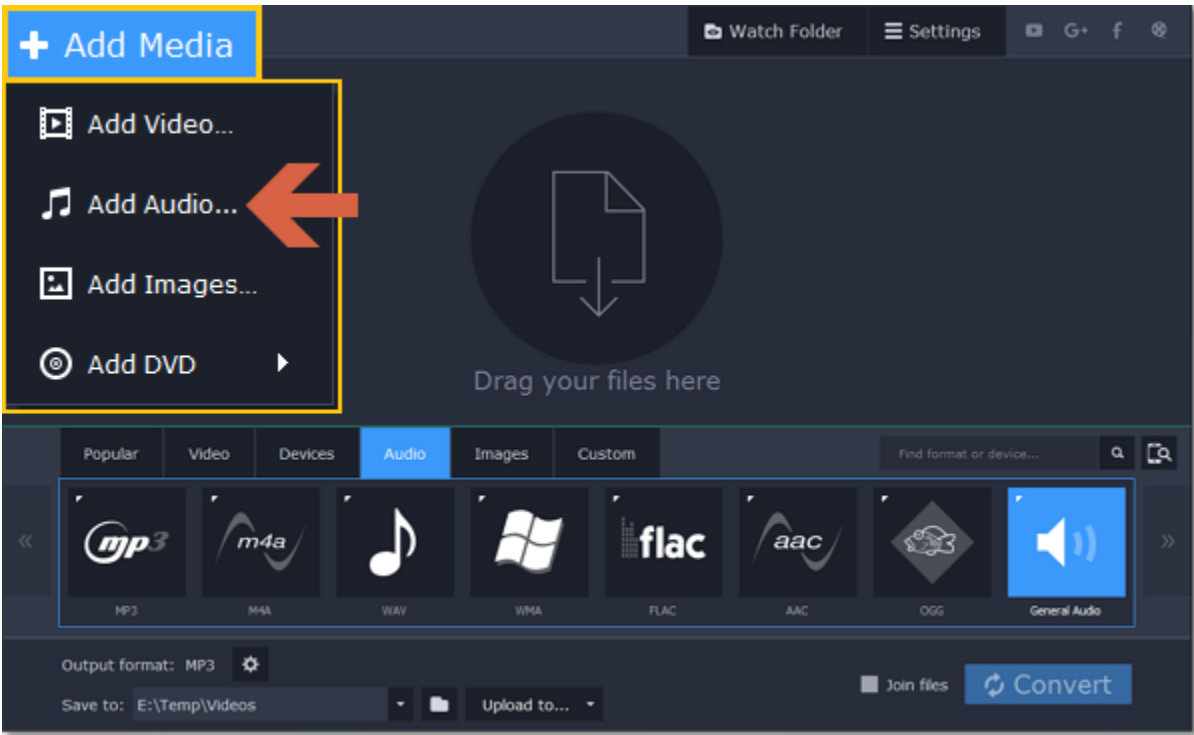 Add Media
Watch Folder
Settings
G+ f
Add Video...
Add Audio...
Add Images...
Add DVD
Drag your files here
Popular Video Devices Audio Images Custom
Find format or device...
mp3 m4a flac aac
MP3 M4A WAV WMA FLAC AAC OGG General Audio
Output format: MP3
Join files
Convert
Save to: E:\Temp\Videos
Upload to...